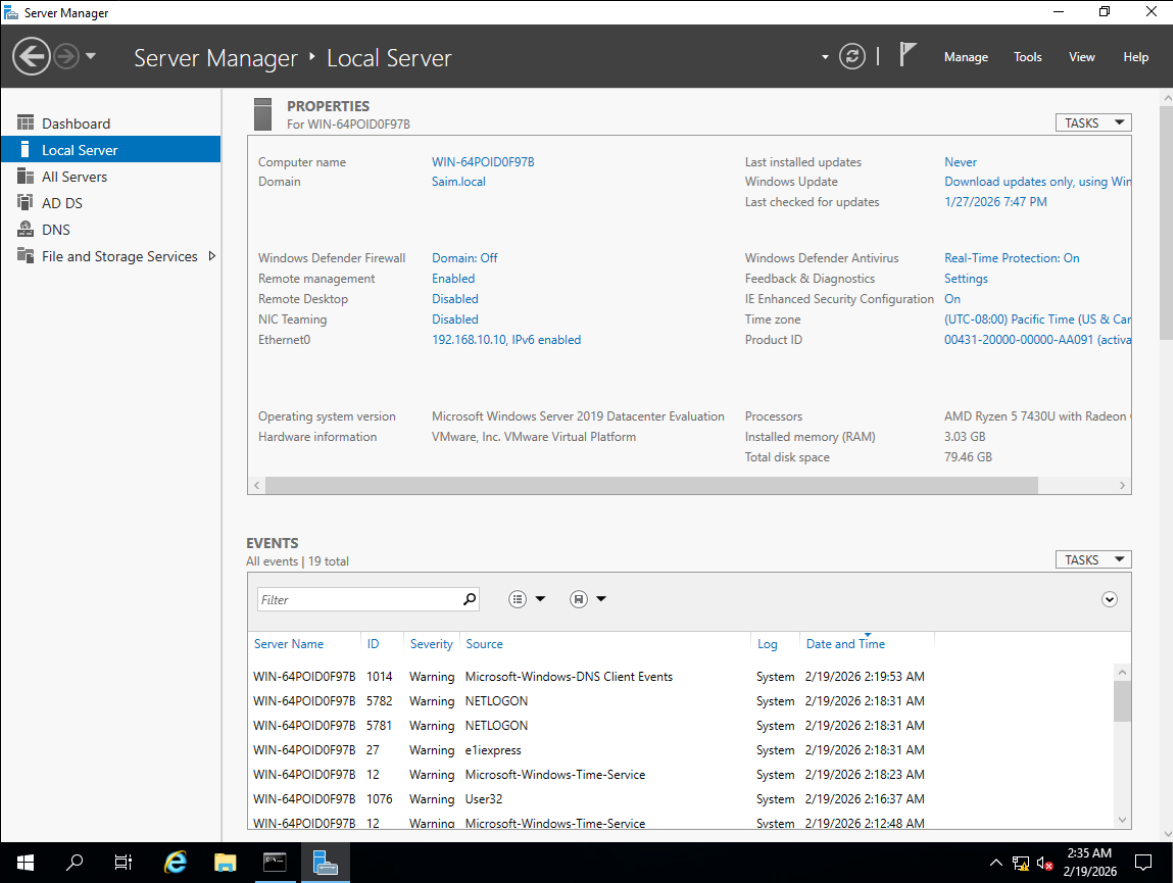 Server Manager
Server Manager ‣ Local Server
Manage Tools View Help
Dashboard
Local Server
All Servers
AD DS
DNS
File and Storage Services
PROPERTIES
For WIN-64POID0F97B
TASKS
Computer name WIN-64POID0F97B Last installed updates Never
Domain Saim.local Windows Update Download updates only, using Win
Last checked for updates 1/27/2026 7:47 PM
Windows Defender Firewall Domain: Off Windows Defender Antivirus Real-Time Protection: On
Remote management Enabled Feedback & Diagnostics Settings
Remote Desktop Disabled IE Enhanced Security Configuration On
NIC Teaming Disabled Time zone (UTC-08:00) Pacific Time (US & Can
Ethernet0 192.168.10.10, IPv6 enabled Product ID 00431-20000-00000-AA091 (activa
Operating system version Microsoft Windows Server 2019 Datacenter Evaluation Processors AMD Ryzen 5 7430U with Radeon
Hardware information VMware, Inc. VMware Virtual Platform Installed memory (RAM) 3.03 GB
Total disk space 79.46 GB
EVENTS
All events | 19 total
TASKS
Filter
Server Name ID Severity Source Log Date and Time
WIN-64POID0F97B 1014 Warning Microsoft-Windows-DNS Client Events System 2/19/2026 2:19:53 AM
WIN-64POID0F97B 5782 Warning NETLOGON System 2/19/2026 2:18:31 AM
WIN-64POID0F97B 5781 Warning NETLOGON System 2/19/2026 2:18:31 AM
WIN-64POID0F97B 27 Warning e1iexpress System 2/19/2026 2:18:31 AM
WIN-64POID0F97B 12 Warning Microsoft-Windows-Time-Service System 2/19/2026 2:18:23 AM
WIN-64POID0F97B 1076 Warning User32 System 2/19/2026 2:16:37 AM
WIN-64POID0F97B 12 Warning Microsoft-Windows-Time-Service System 2/19/2026 2:12:48 AM
2:35 AM
2/19/2026